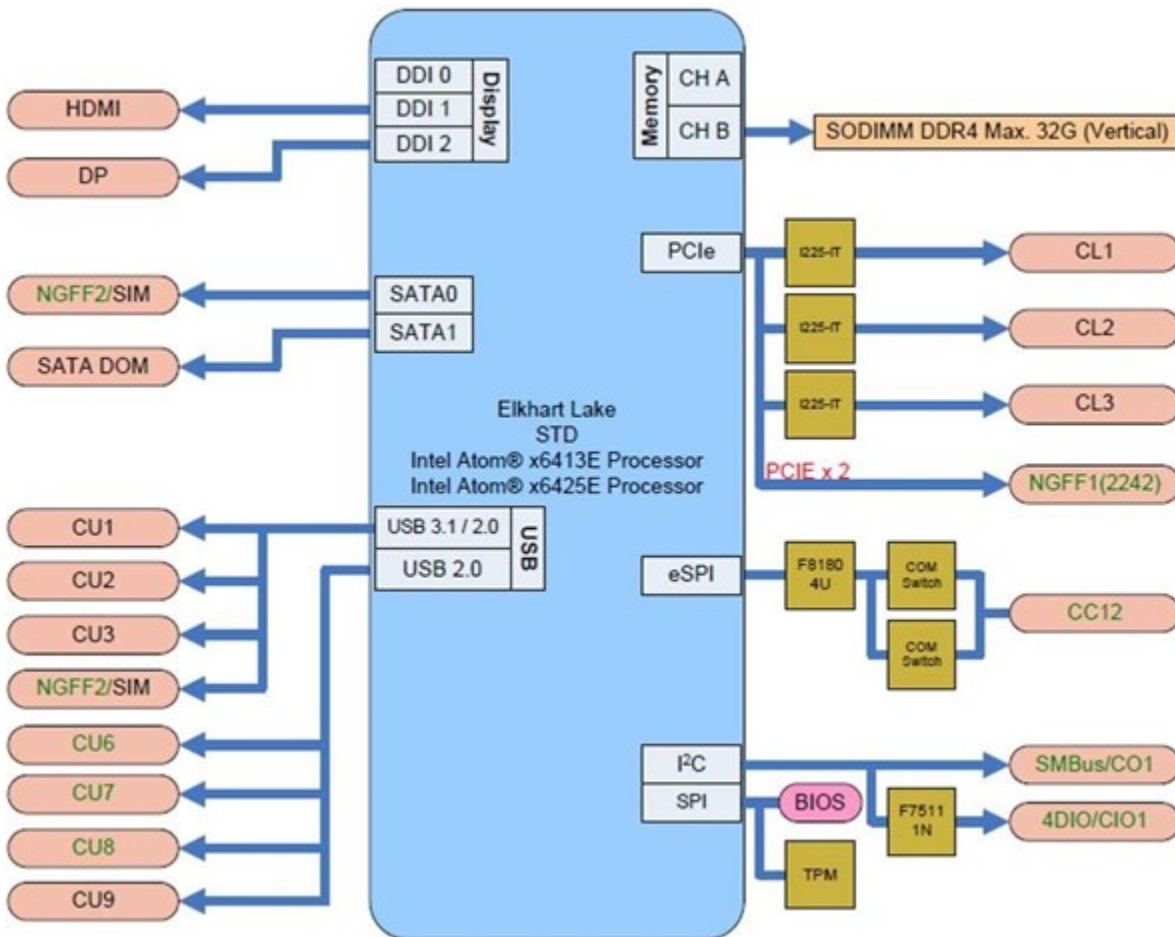 DDI 0
DDI 1
DDI 2
Display
CH A
CH B
Memory
HDMI
DP
SODIMM DDR4 Max. 32G (Vertical)
PCIe
I225-IT
CL1
I225-IT
CL2
I225-IT
CL3
PCIE x 2
NGFF1(2242)
NGFF2/SIM
SATA DOM
SATA0
SATA1
Elkhart Lake
STD
Intel Atom® x6413E Processor
Intel Atom® x6425E Processor
USB 3.1 / 2.0
USB 2.0
USB
CU1
CU2
CU3
NGFF2/SIM
CU6
CU7
CU8
CU9
eSPI
F8180
4U
COM
Switch
COM
Switch
CC12
I²C
SPI
BIOS
TPM
F7511
1N
SMBus/CO1
4DIO/CIO1